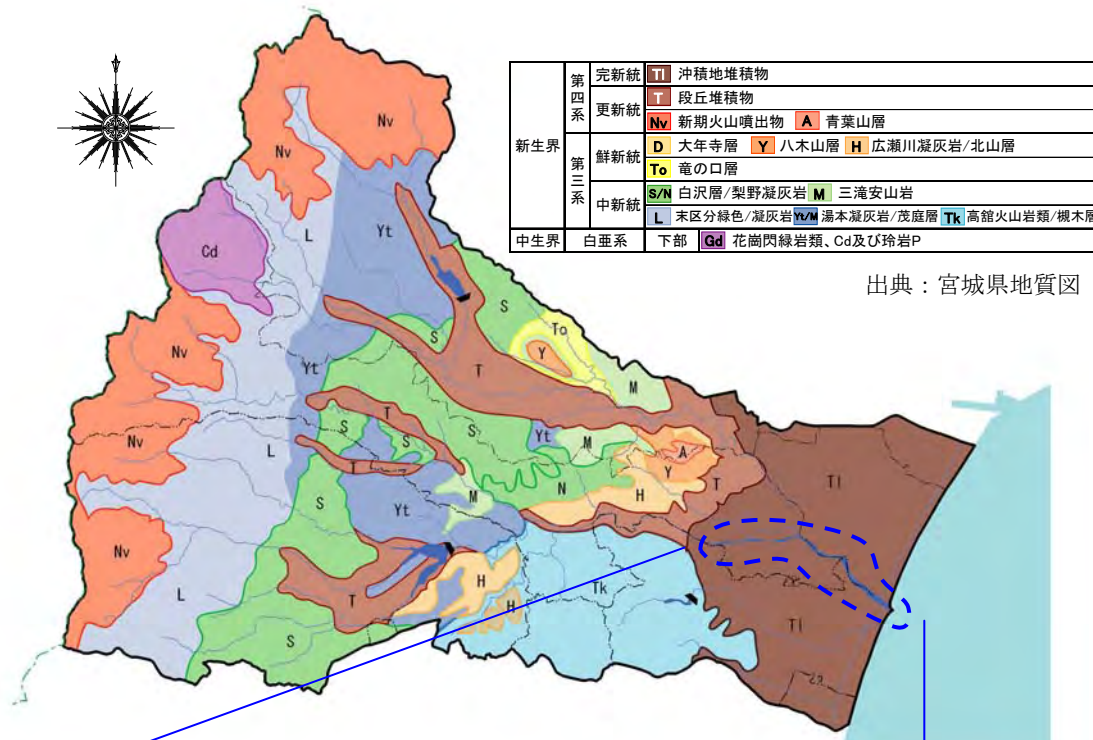 新生界 第四系 完新統 Tl 沖積地堆積物
更新統 T 段丘堆積物
Nv 新期火山噴出物 A 青葉山層
第三系 鮮新統 D 大年寺層 Y 八木山層 H 広瀬川凝灰岩/北山層
To 竜の口層
中新統 S/N 白沢層/梨野凝灰岩 M 三滝安山岩
L 末区分緑色/凝灰岩 Yt/M 湯本凝灰岩/茂庭層 Tk 高館火山岩類/槻木層
中生界 白亜系 下部 Gd 花崗閃緑岩類、Cd及び玲岩P
出典：宮城県地質図
Nv
Nv
L
Yt
Cd
S
To
Y
S
M
Nv
Yt
T
T
S
S
S
Yt
M
A
Y
Nv
L
T
N
H
T
Tl
M
S
Yt
Nv
H
Tk
L
T
H
S
Tl